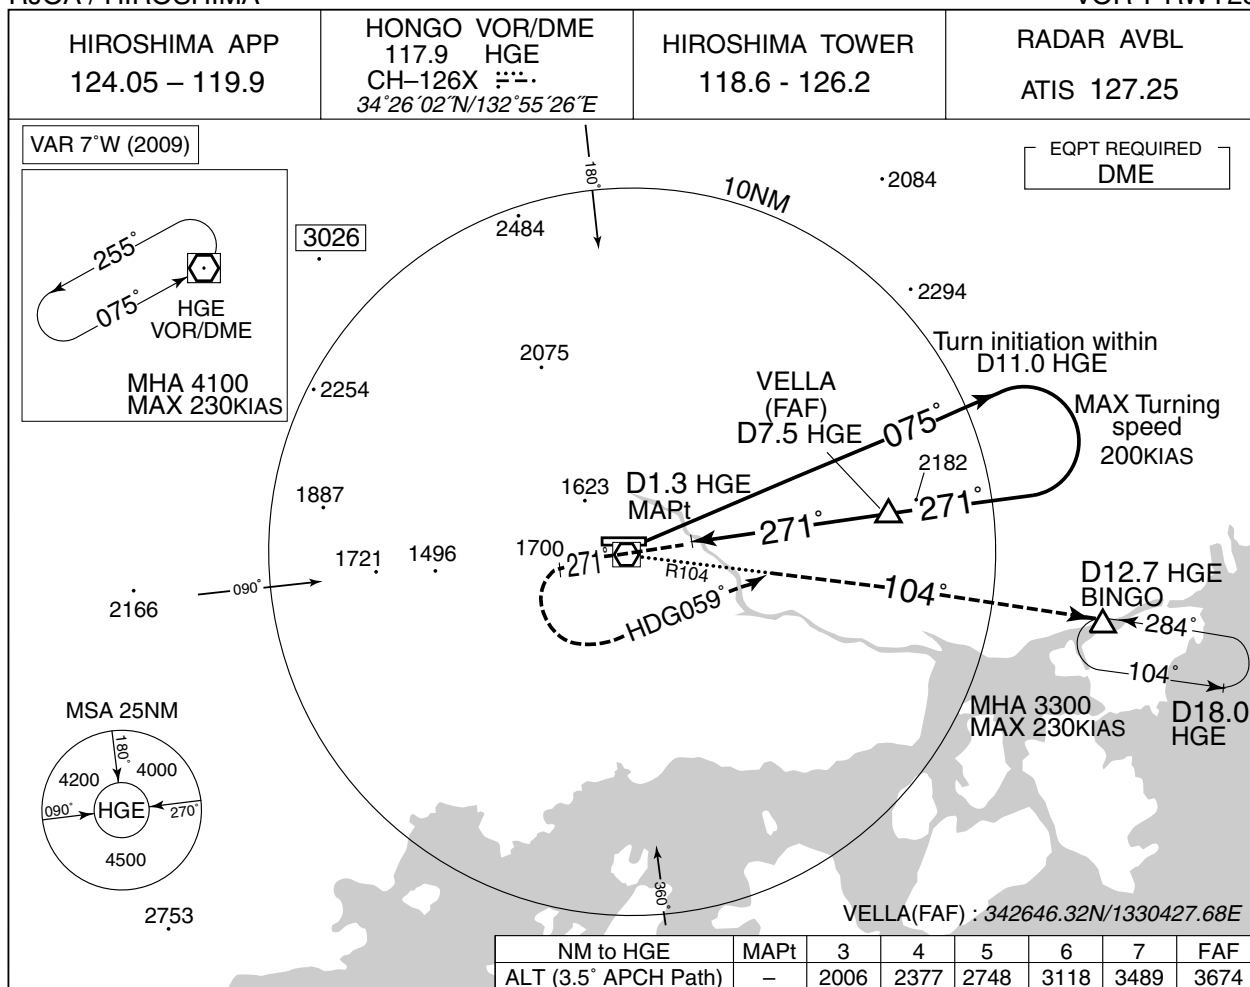 RJOA / HIROSHIMA
HIROSHIMA APP
124.05 – 119.9
HONGO VOR/DME
117.9 HGE
CH–126X
34°26´02˝N/132°55´26˝E
HIROSHIMA TOWER
118.6 - 126.2
RADAR AVBL
ATIS 127.25
VAR 7°W (2009)
EQPT REQUIRED
DME
255°
075°
HGE
VOR/DME
MHA 4100
MAX 230KIAS
3026
180°
10NM
2084
2484
2294
2075
2254
Turn initiation within
D11.0 HGE
VELLA
(FAF)
D7.5 HGE
075°
MAX Turning
speed
200KIAS
2182
1887
1623
D1.3 HGE
MAPt
271°
271°
1721
1496
1700
271°
R104
090°
2166
HDG059°
104°
D12.7 HGE
BINGO
284°
104°
MHA 3300
MAX 230KIAS
D18.0
HGE
MSA 25NM
180°
4200
4000
090°
HGE
270°
4500
2753
360°
VELLA(FAF) : 342646.32N/1330427.68E
NM to HGE MAPt 3 4 5 6 7 FAF
ALT (3.5° APCH Path) – 2006 2377 2748 3118 3489 3674